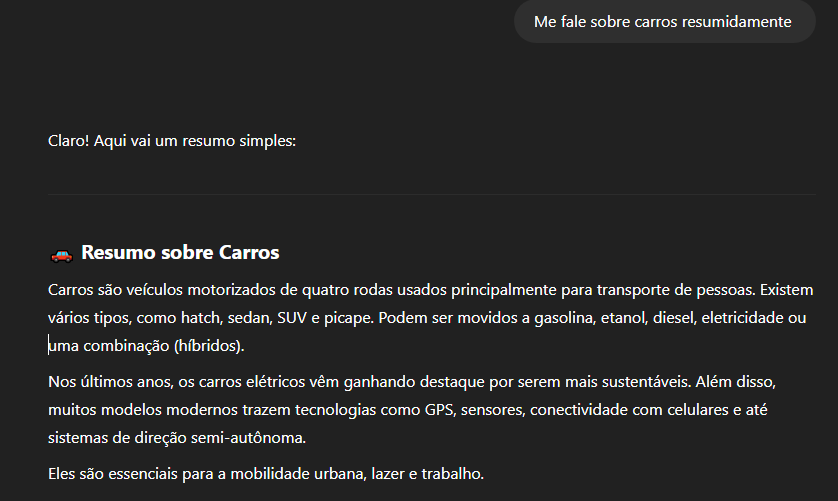 Me fale sobre carros resumidamente
Claro! Aqui vai um resumo simples:
🚗 Resumo sobre Carros
Carros são veículos motorizados de quatro rodas usados principalmente para transporte de pessoas. Existem
vários tipos, como hatch, sedan, SUV e picape. Podem ser movidos a gasolina, etanol, diesel, eletricidade ou
uma combinação (híbridos).
Nos últimos anos, os carros elétricos vêm ganhando destaque por serem mais sustentáveis. Além disso,
muitos modelos modernos trazem tecnologias como GPS, sensores, conectividade com celulares e até
sistemas de direção semi-autônoma.
Eles são essenciais para a mobilidade urbana, lazer e trabalho.